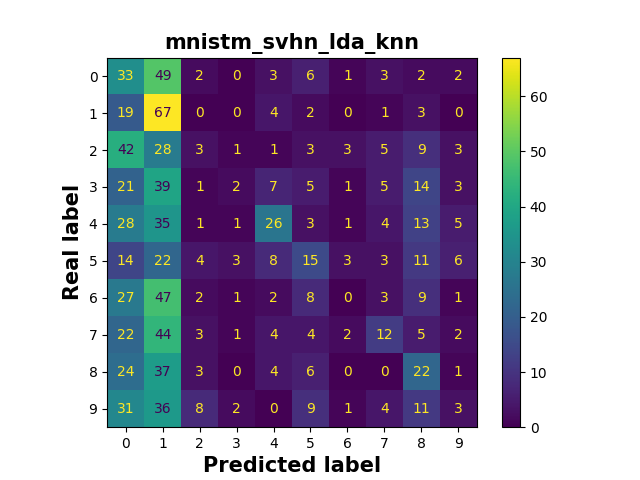 mnistm_svhn_lda_knn
0 33 49 2 0 3 6 1 3 2 2
1 19 67 0 0 4 2 0 1 3 0
2 42 28 3 1 1 3 3 5 9 3
3 21 39 1 2 7 5 1 5 14 3
4 28 35 1 1 26 3 1 4 13 5
5 14 22 4 3 8 15 3 3 11 6
6 27 47 2 1 2 8 0 3 9 1
7 22 44 3 1 4 4 2 12 5 2
8 24 37 3 0 4 6 0 0 22 1
9 31 36 8 2 0 9 1 4 11 3
0 1 2 3 4 5 6 7 8 9
Predicted label
Real label
60
50
40
30
20
10
0